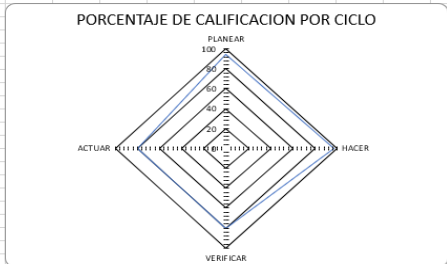 PORCENTAJE DE CALIFICACION POR CICLO
PLANEAR
100
80
60
40
20
0
ACTUAR
HACER
VERIFICAR